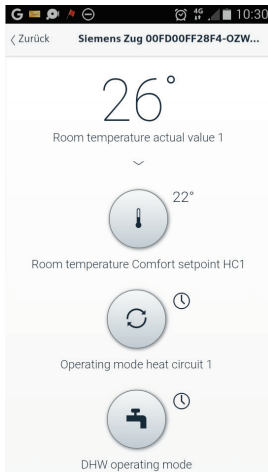 G 4G 10:30
Zurück Siemens Zug 00FD00FF28F4-OZW...
26°
Room temperature actual value 1
22°
Room temperature Comfort setpoint HC1
Operating mode heat circuit 1
DHW operating mode